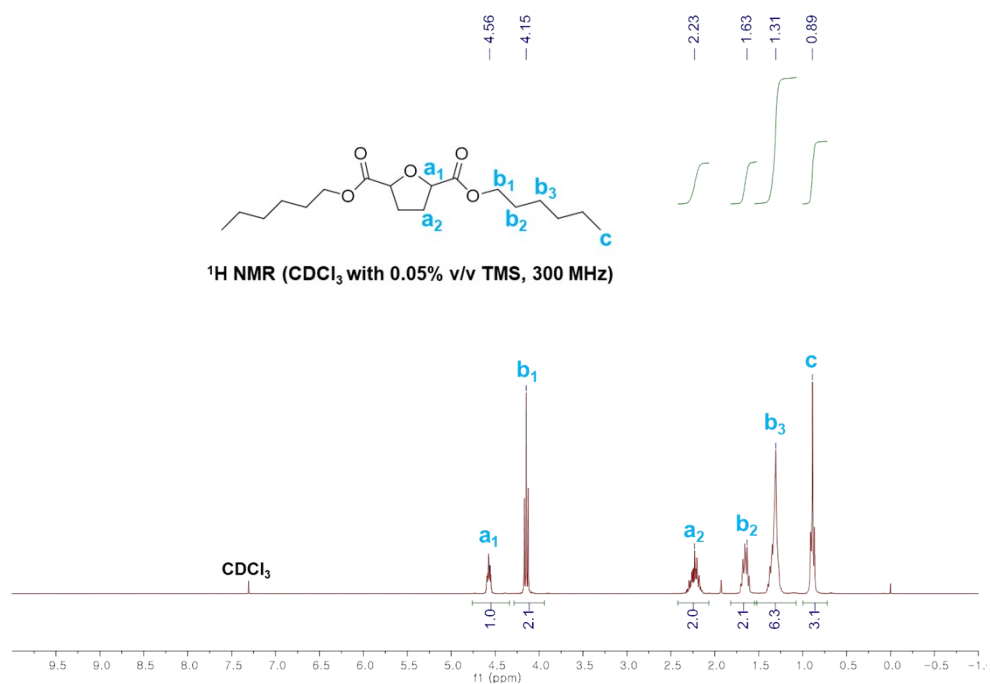 4.56
4.15
2.23
1.63
1.31
0.89
O
O
O
O
O
a₁
a₂
b₁
b₂
b₃
c
¹H NMR (CDCl₃ with 0.05% v/v TMS, 300 MHz)
CDCl₃
a₁
b₁
a₂
b₂
b₃
c
1.0
2.1
2.0
2.1
6.3
3.1
9.5 9.0 8.5 8.0 7.5 7.0 6.5 6.0 5.5 5.0 4.5 4.0 3.5 3.0 2.5 2.0 1.5 1.0 0.5 0.0 -0.5 -1.0
f1 (ppm)